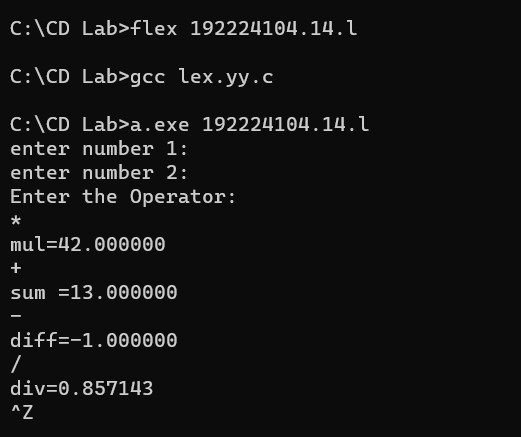 C:\CD Lab>flex 192224104.14.l
C:\CD Lab>gcc lex.yy.c
C:\CD Lab>a.exe 192224104.14.l
enter number 1:
enter number 2:
Enter the Operator:
*
mul=42.000000
+
sum =13.000000
-
diff=-1.000000
/
div=0.857143
^Z